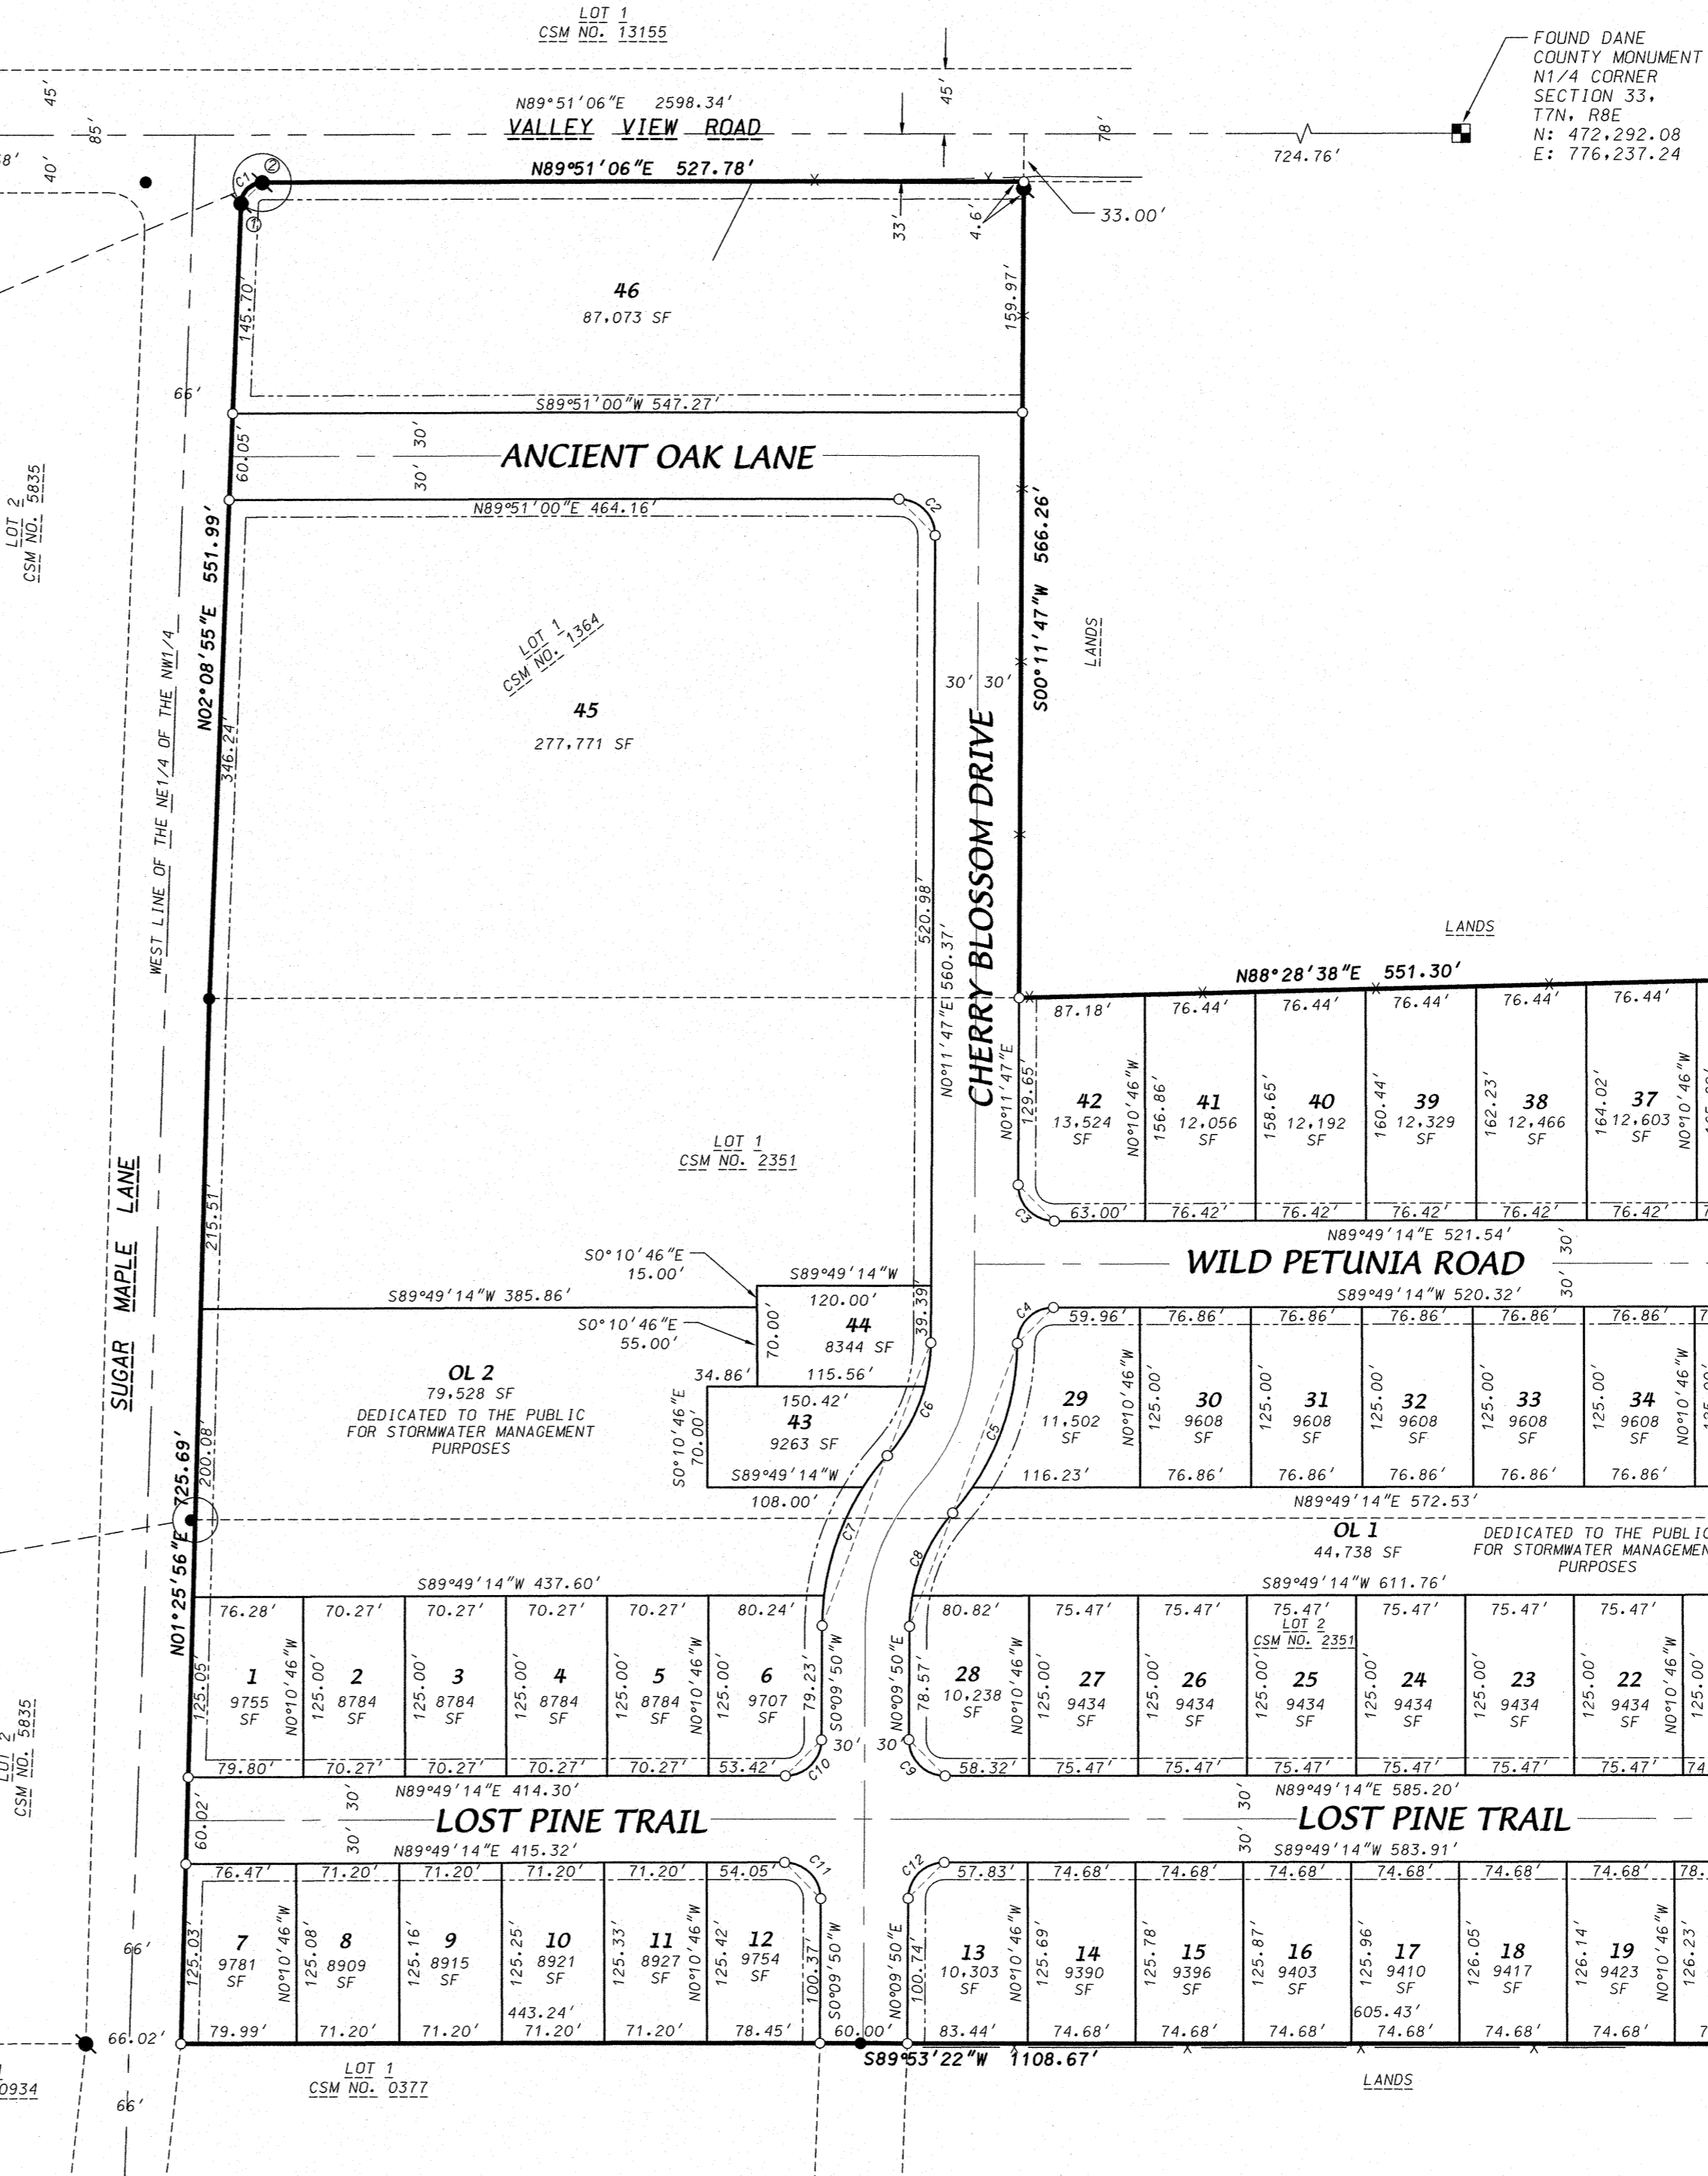 LOT 1
CSM NO. 13155
FOUND DANE
COUNTY MONUMENT
N1/4 CORNER
SECTION 33,
T7N, R8E
N: 472,292.08
E: 776,237.24
45'
85'
40'
8'
N89°51'06"E 2598.34'
VALLEY VIEW ROAD
45'
78'
724.76'
N89°51'06"E 527.78'
C1
2
1
33'
4.6'
33.00'
145.70'
46
87,073 SF
159.97'
66'
S89°51'00"W 547.27'
60.05'
30'
30'
ANCIENT OAK LANE
N89°51'00"E 464.16'
C2
LOT 2
CSM NO. 5835
N02°08'55"E 551.99'
WEST LINE OF THE NE1/4 OF THE NW1/4
346.24'
LOT 1
CSM NO. 1364
45
277,771 SF
S00°11'47"W 566.26'
LANDS
30' 30'
CHERRY BLOSSOM DRIVE
520.98'
N0°11'47"E 560.37'
LANDS
N88°28'38"E 551.30'
87.18'
76.44'
76.44'
76.44'
76.44'
76.44'
N0°11'47"E
129.65'
42
13,524
SF
N0°10'46"W
156.86'
41
12,056
SF
158.65'
40
12,192
SF
160.44'
39
12,329
SF
162.23'
38
12,466
SF
164.02'
37
12,603
SF
N0°10'46"W
LOT 1
CSM NO. 2351
SUGAR MAPLE LANE
215.51'
C3
63.00'
76.42'
76.42'
76.42'
76.42'
76.42'
N89°49'14"E 521.54'
WILD PETUNIA ROAD
30'
30'
S89°49'14"W 520.32'
S0°10'46"E
15.00'
S89°49'14"W
120.00'
S89°49'14"W 385.86'
S0°10'46"E
55.00'
70.00'
44
8344 SF
39.39'
34.86'
115.56'
OL 2
79,528 SF
DEDICATED TO THE PUBLIC
FOR STORMWATER MANAGEMENT
PURPOSES
S0°10'46"E
70.00'
150.42'
43
9263 SF
S89°49'14"W
108.00'
C6
C4
C5
59.96'
76.86'
76.86'
76.86'
76.86'
76.86'
29
11,502
SF
N0°10'46"W
125.00'
30
9608
SF
125.00'
31
9608
SF
125.00'
32
9608
SF
125.00'
33
9608
SF
125.00'
34
9608
SF
N0°10'46"W
116.23'
76.86'
76.86'
76.86'
76.86'
76.86'
N89°49'14"E 572.53'
200.08'
N01°25'56"E 725.69'
C7
C8
OL 1
44,738 SF
DEDICATED TO THE PUBLIC
FOR STORMWATER MANAGEMEN
PURPOSES
S89°49'14"W 437.60'
S89°49'14"W 611.76'
76.28'
70.27'
70.27'
70.27'
70.27'
80.24'
80.82'
75.47'
75.47'
75.47'
75.47'
75.47'
75.47'
LOT 2
CSM NO. 2351
125.05'
1
9755
SF
N0°10'46"W
125.00'
2
8784
SF
125.00'
3
8784
SF
125.00'
4
8784
SF
125.00'
5
8784
SF
N0°10'46"W
125.00'
6
9707
SF
79.23'
S0°09'50"W
30'
30'
N0°09'50"E
78.57'
28
10,238
SF
N0°10'46"W
125.00'
27
9434
SF
125.00'
26
9434
SF
125.00'
25
9434
SF
125.00'
24
9434
SF
125.00'
23
9434
SF
125.00'
22
9434
SF
N0°10'46"W
125.00'
79.80'
70.27'
70.27'
70.27'
70.27'
53.42'
C10
C9
58.32'
75.47'
75.47'
75.47'
75.47'
75.47'
75.47'
74
N89°49'14"E 414.30'
N89°49'14"E 585.20'
60.02'
30'
30'
LOST PINE TRAIL
30'
30'
LOST PINE TRAIL
N89°49'14"E 415.32'
S89°49'14"W 583.91'
LOT 2
CSM NO. 5835
76.47'
71.20'
71.20'
71.20'
71.20'
54.05'
C11
C12
57.83'
74.68'
74.68'
74.68'
74.68'
74.68'
74.68'
78.
66'
125.03'
7
9781
SF
N0°10'46"W
125.08'
8
8909
SF
125.16'
9
8915
SF
125.25'
10
8921
SF
125.33'
11
8927
SF
N0°10'46"W
125.42'
12
9754
SF
100.37'
S0°09'50"W
N0°09'50"E
100.74'
13
10,303
SF
N0°10'46"W
125.69'
14
9390
SF
125.78'
15
9396
SF
125.87'
16
9403
SF
125.96'
17
9410
SF
126.05'
18
9417
SF
126.14'
19
9423
SF
N0°10'46"W
126.23'
443.24'
605.43'
66.02'
79.99'
71.20'
71.20'
71.20'
71.20'
78.45'
60.00'
83.44'
74.68'
74.68'
74.68'
74.68'
74.68'
74.68'
S89°53'22"W 1108.67'
0934
LOT 1
CSM NO. 0377
LANDS
66'